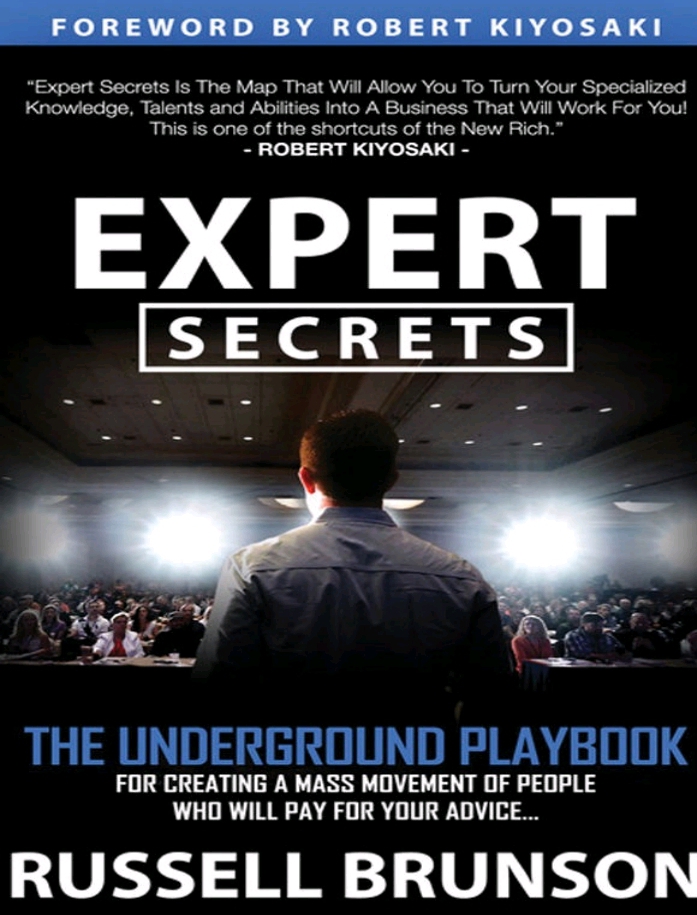 FOREWORD BY ROBERT KIYOSAKI
“Expert Secrets Is The Map That Will Allow You To Turn Your Specialized
Knowledge, Talents and Abilities Into A Business That Will Work For You!
This is one of the shortcuts of the New Rich.”
- ROBERT KIYOSAKI -
EXPERT
SECRETS
THE UNDERGROUND PLAYBOOK
FOR CREATING A MASS MOVEMENT OF PEOPLE
WHO WILL PAY FOR YOUR ADVICE...
RUSSELL BRUNSON